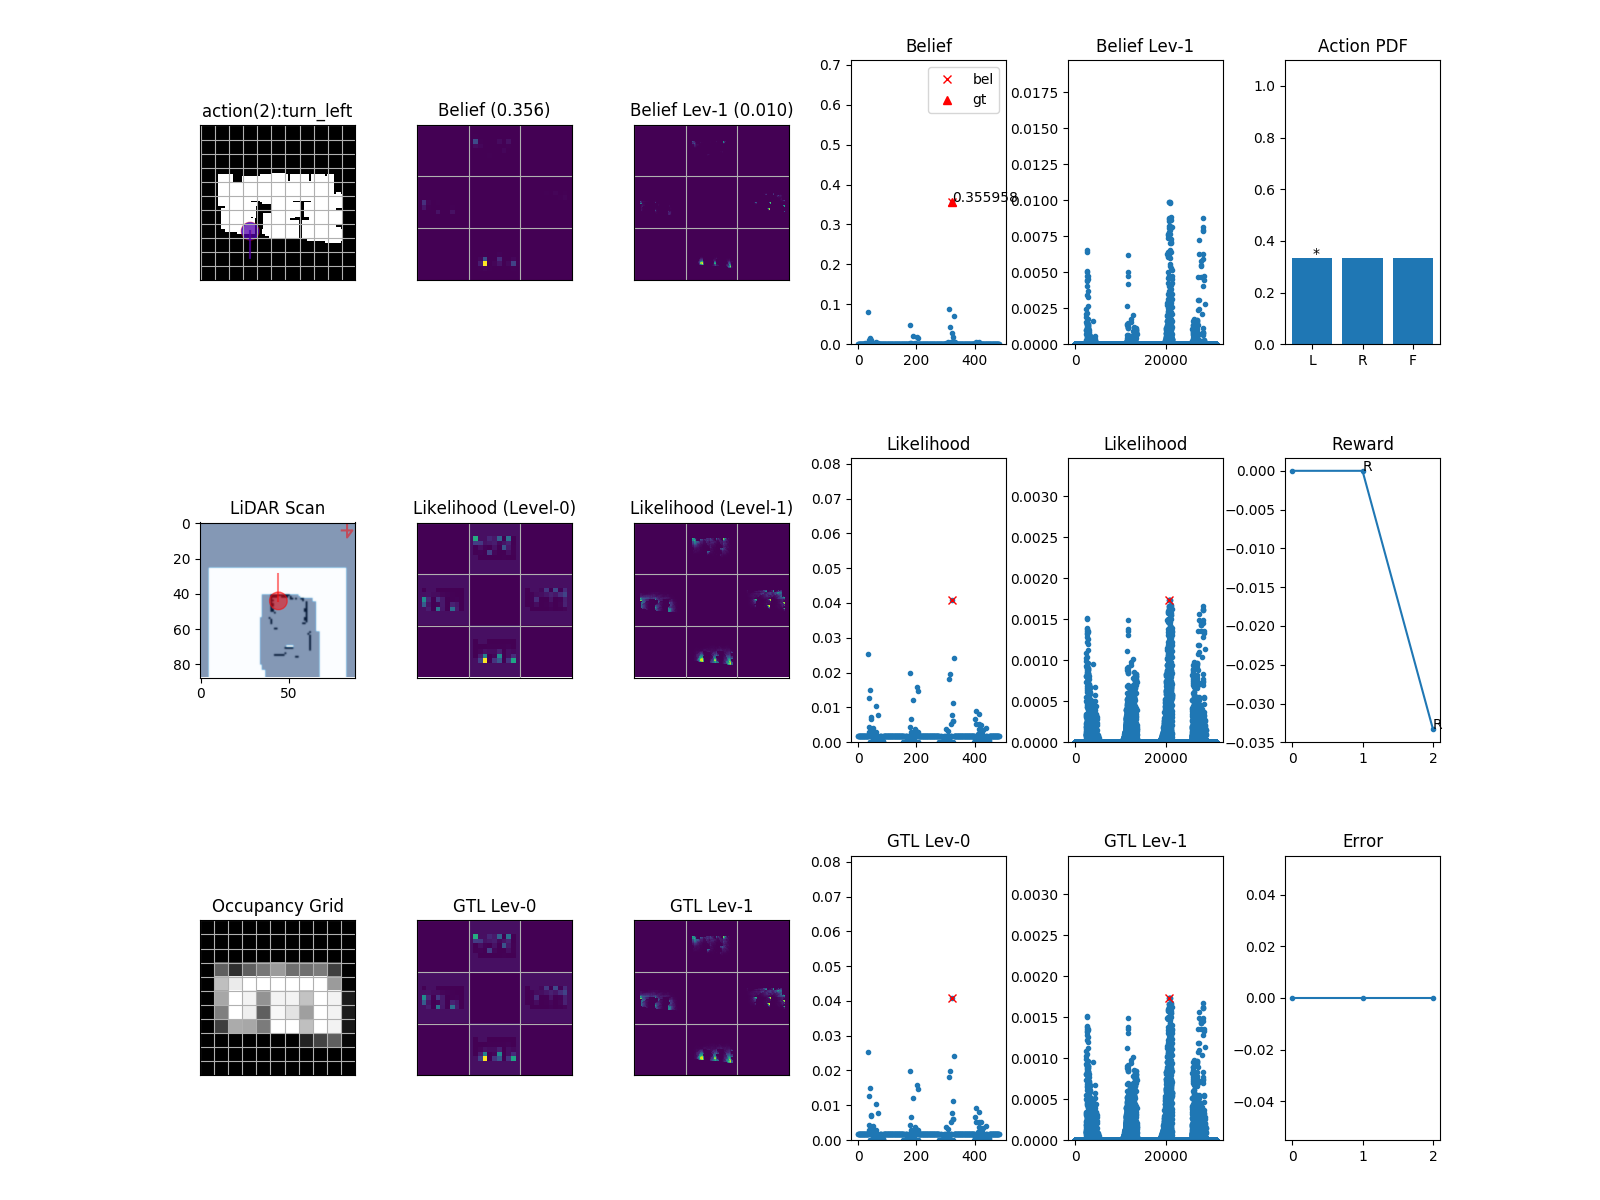 action(2):turn_left
Belief (0.356)
Belief Lev-1 (0.010)
Belief
0.7
0.6
0.5
0.4
0.3
0.2
0.1
0.0
0 200 400
bel
gt
0.355958
Belief Lev-1
0.0175
0.0150
0.0125
0.0100
0.0075
0.0050
0.0025
0.0000
0 20000
Action PDF
1.0
0.8
0.6
0.4
0.2
0.0
*
L R F
LiDAR Scan
0
20
40
60
80
0 50
Likelihood (Level-0)
Likelihood (Level-1)
Likelihood
0.08
0.07
0.06
0.05
0.04
0.03
0.02
0.01
0.00
0 200 400
Likelihood
0.0030
0.0025
0.0020
0.0015
0.0010
0.0005
0.0000
0 20000
Reward
0.000
−0.005
−0.010
−0.015
−0.020
−0.025
−0.030
−0.035
R
R
0 1 2
Occupancy Grid
GTL Lev-0
GTL Lev-1
GTL Lev-0
0.08
0.07
0.06
0.05
0.04
0.03
0.02
0.01
0.00
0 200 400
GTL Lev-1
0.0030
0.0025
0.0020
0.0015
0.0010
0.0005
0.0000
0 20000
Error
0.04
0.02
0.00
−0.02
−0.04
0 1 2